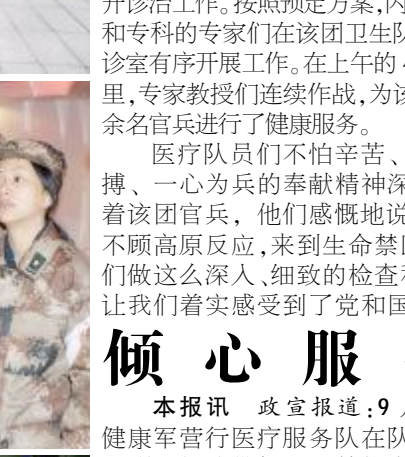 开诊治工作。按照预定方案,内
和专科的专家们在该团卫生队
诊室有序开展工作。在上午的
里,专家教授们连续作战,为该
余名官兵进行了健康服务。
医疗队员们不怕辛苦、
搏、一心为兵的奉献精神深
着该团官兵，他们感慨地说
不顾高原反应,来到生命禁
们做这么深入、细致的检查
让我们着实感受到了党和国
倾心服
本报讯 政宣报道:9
健康军营行医疗服务队在队